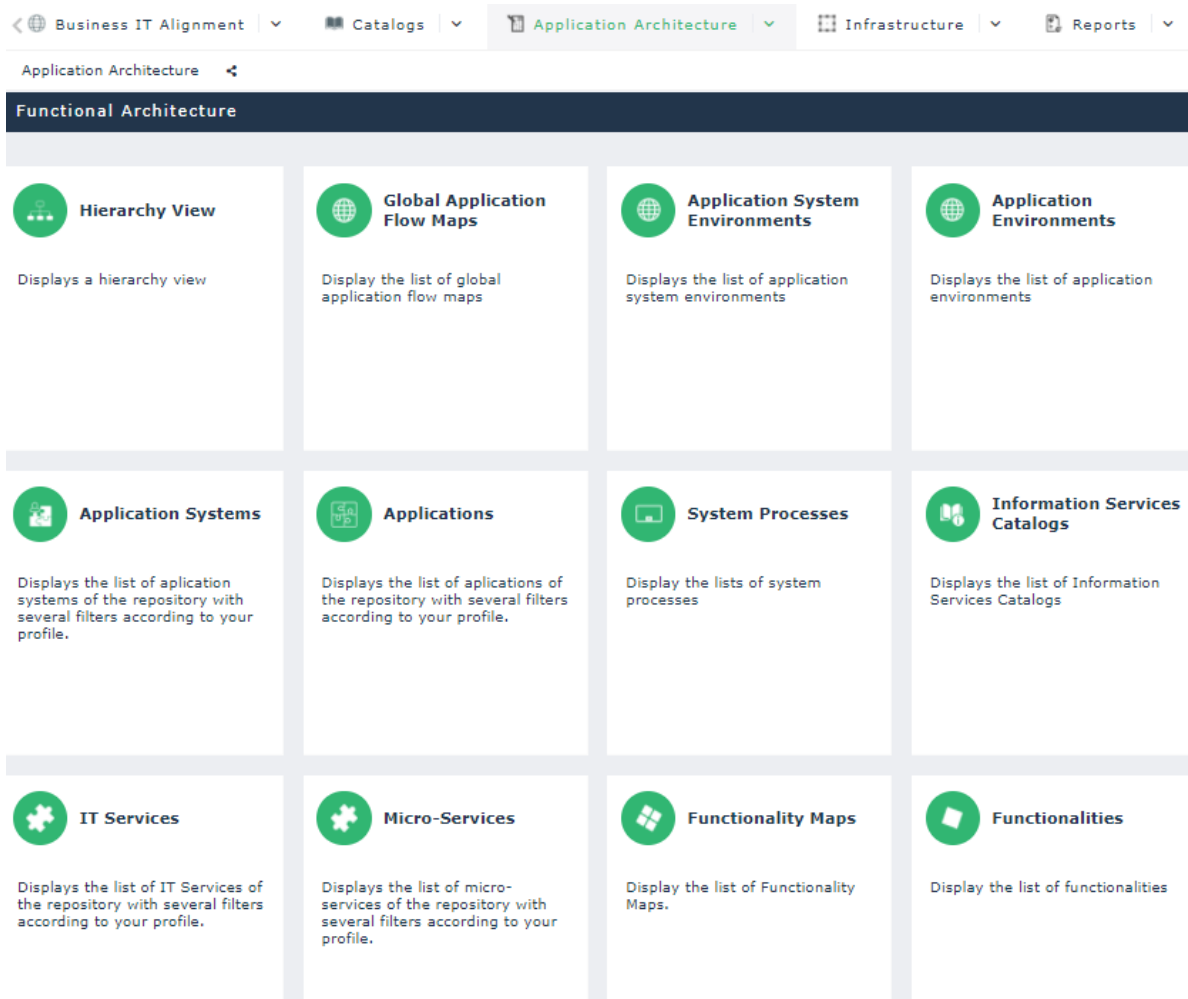 Business IT Alignment
Catalogs
Application Architecture
Infrastructure
Reports
Application Architecture
Functional Architecture
Hierarchy View
Displays a hierarchy view
Global Application
Flow Maps
Display the list of global
application flow maps
Application System
Environments
Displays the list of application
system environments
Application
Environments
Displays the list of application
environments
Application Systems
Displays the list of aplication
systems of the repository with
several filters according to your
profile.
Applications
Displays the list of aplications of
the repository with several filters
according to your profile.
System Processes
Display the lists of system
processes
Information Services
Catalogs
Displays the list of Information
Services Catalogs
IT Services
Displays the list of IT Services of
the repository with several filters
according to your profile.
Micro-Services
Displays the list of micro-
services of the repository with
several filters according to your
profile.
Functionality Maps
Display the list of Functionality
Maps.
Functionalities
Display the list of functionalities